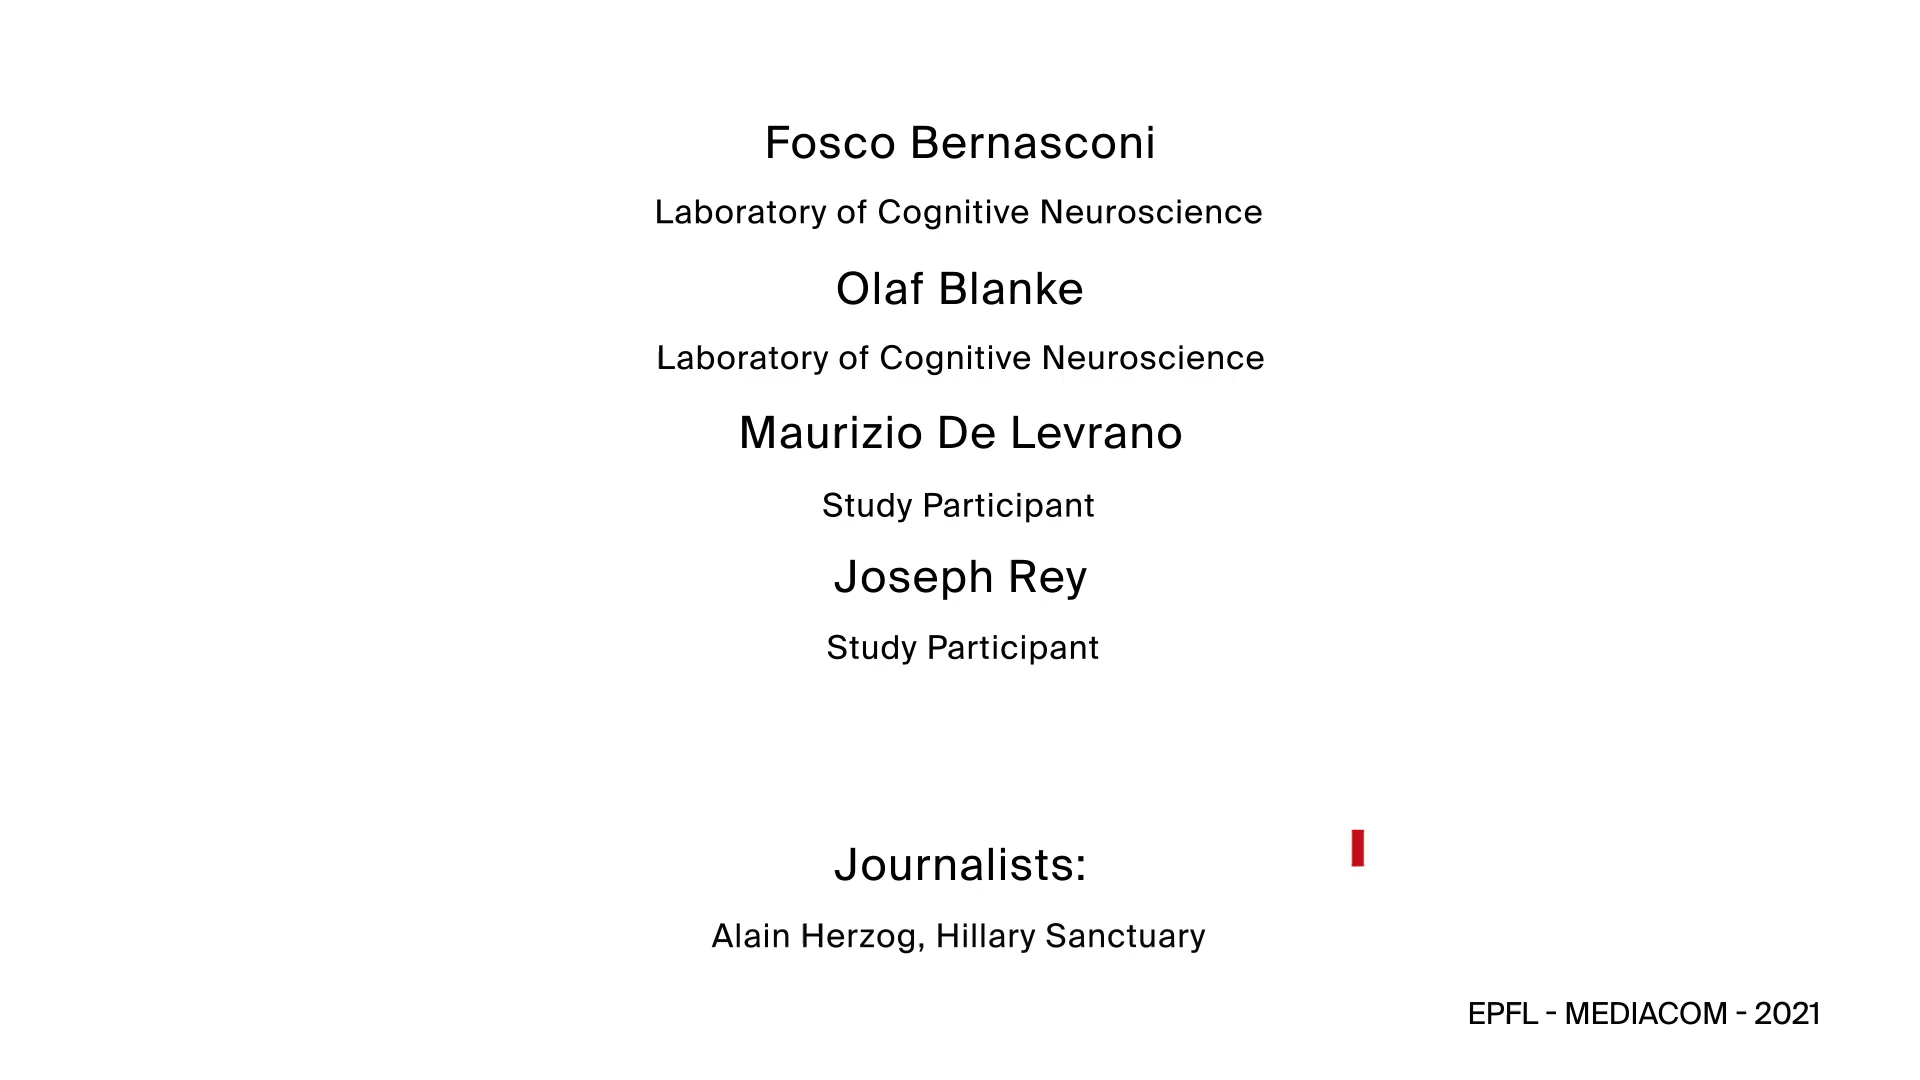 Fosco Bernasconi
Laboratory of Cognitive Neuroscience
Olaf Blanke
Laboratory of Cognitive Neuroscience
Maurizio De Levrano
Study Participant
Joseph Rey
Study Participant
Journalists:
Alain Herzog, Hillary Sanctuary
EPFL - MEDIACOM - 2021